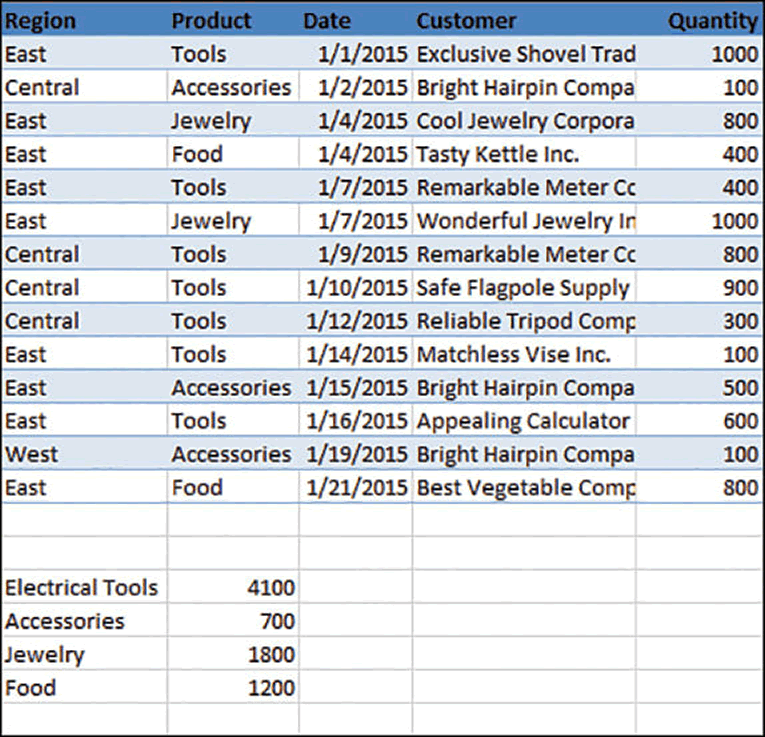 Region Product Date Customer Quantity
East Tools 1/1/2015 Exclusive Shovel Trad 1000
Central Accessories 1/2/2015 Bright Hairpin Compa 100
East Jewelry 1/4/2015 Cool Jewelry Corpora 800
East Food 1/4/2015 Tasty Kettle Inc. 400
East Tools 1/7/2015 Remarkable Meter Cc 400
East Jewelry 1/7/2015 Wonderful Jewelry In 1000
Central Tools 1/9/2015 Remarkable Meter Cc 800
Central Tools 1/10/2015 Safe Flagpole Supply 900
Central Tools 1/12/2015 Reliable Tripod Comp 300
East Tools 1/14/2015 Matchless Vise Inc. 100
East Accessories 1/15/2015 Bright Hairpin Compa 500
East Tools 1/16/2015 Appealing Calculator 600
West Accessories 1/19/2015 Bright Hairpin Compa 100
East Food 1/21/2015 Best Vegetable Comp 800
Electrical Tools 4100
Accessories 700
Jewelry 1800
Food 1200